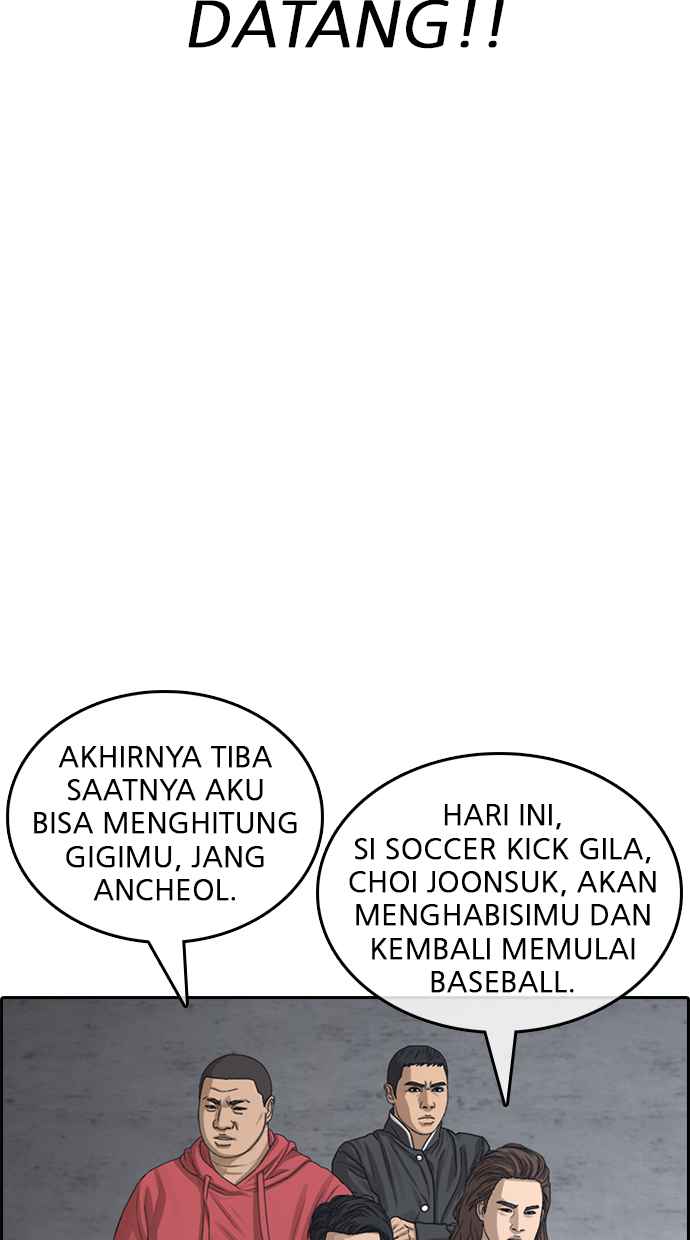 DATANG!!
AKHIRNYA TIBA
SAATNYA AKU
BISA MENGHITUNG
GIGIMU, JANG
ANCHEOL.
HARI INI,
SI SOCCER KICK GILA,
CHOI JOONSUK, AKAN
MENGHABISIMU DAN
KEMBALI MEMULAI
BASEBALL.